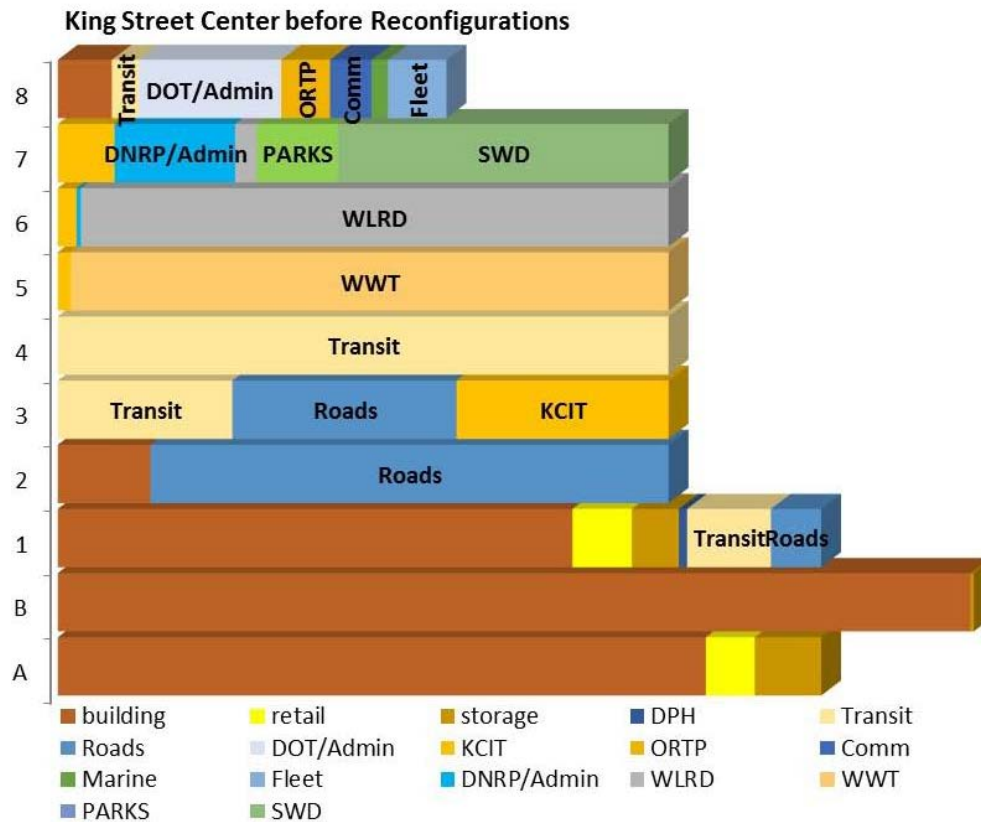 King Street Center before Reconfigurations
8 Transit DOT/Admin ORTP Comm Fleet
7 DNRP/Admin PARKS SWD
6 WLRD
5 WWT
4 Transit
3 Transit Roads KCIT
2 Roads
1 Transit Roads
B
A
building retail storage DPH Transit
Roads DOT/Admin KCIT ORTP Comm
Marine Fleet DNRP/Admin WLRD WWT
PARKS SWD